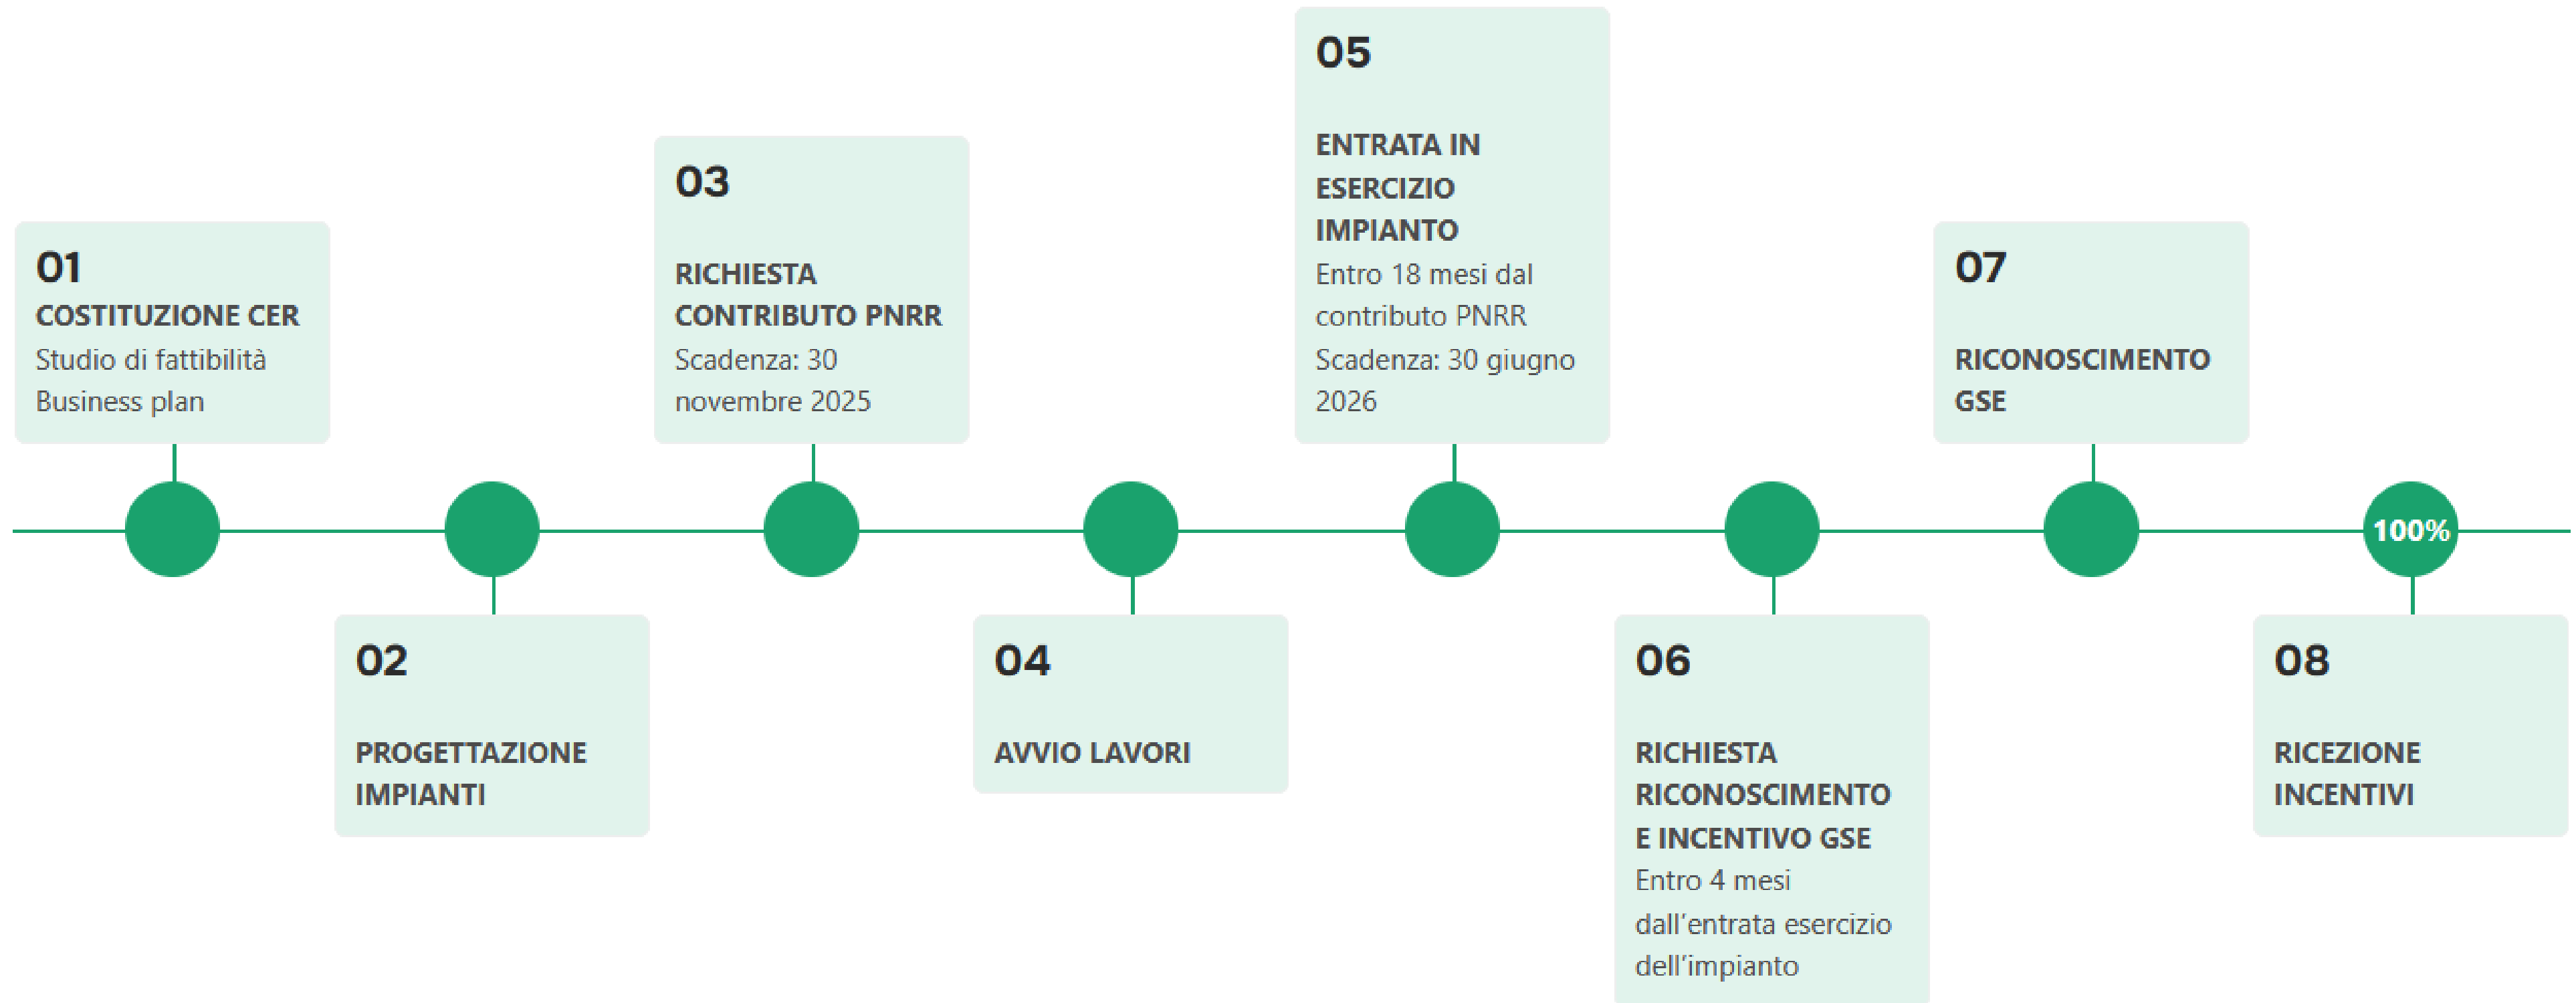 01
COSTITUZIONE CER
Studio di fattibilità
Business plan
02
PROGETTAZIONE
IMPIANTI
03
RICHIESTA
CONTRIBUTO PNRR
Scadenza: 30
novembre 2025
04
AVVIO LAVORI
05
ENTRATA IN
ESERCIZIO
IMPIANTO
Entro 18 mesi dal
contributo PNRR
Scadenza: 30 giugno
2026
06
RICHIESTA
RICONOSCIMENTO
E INCENTIVO GSE
Entro 4 mesi
dall’entrata esercizio
dell’impianto
07
RICONOSCIMENTO
GSE
100%
08
RICEZIONE
INCENTIVI